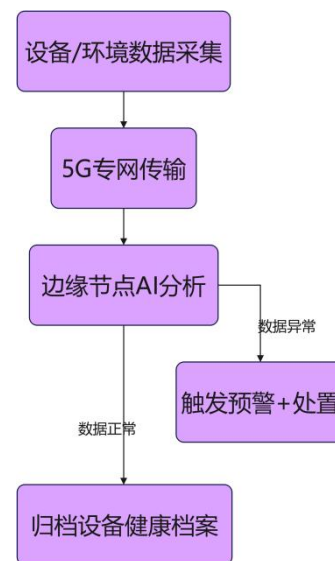 设备/环境数据采集
5G专网传输
边缘节点AI分析
数据异常
触发预警+处置
数据正常
归档设备健康档案